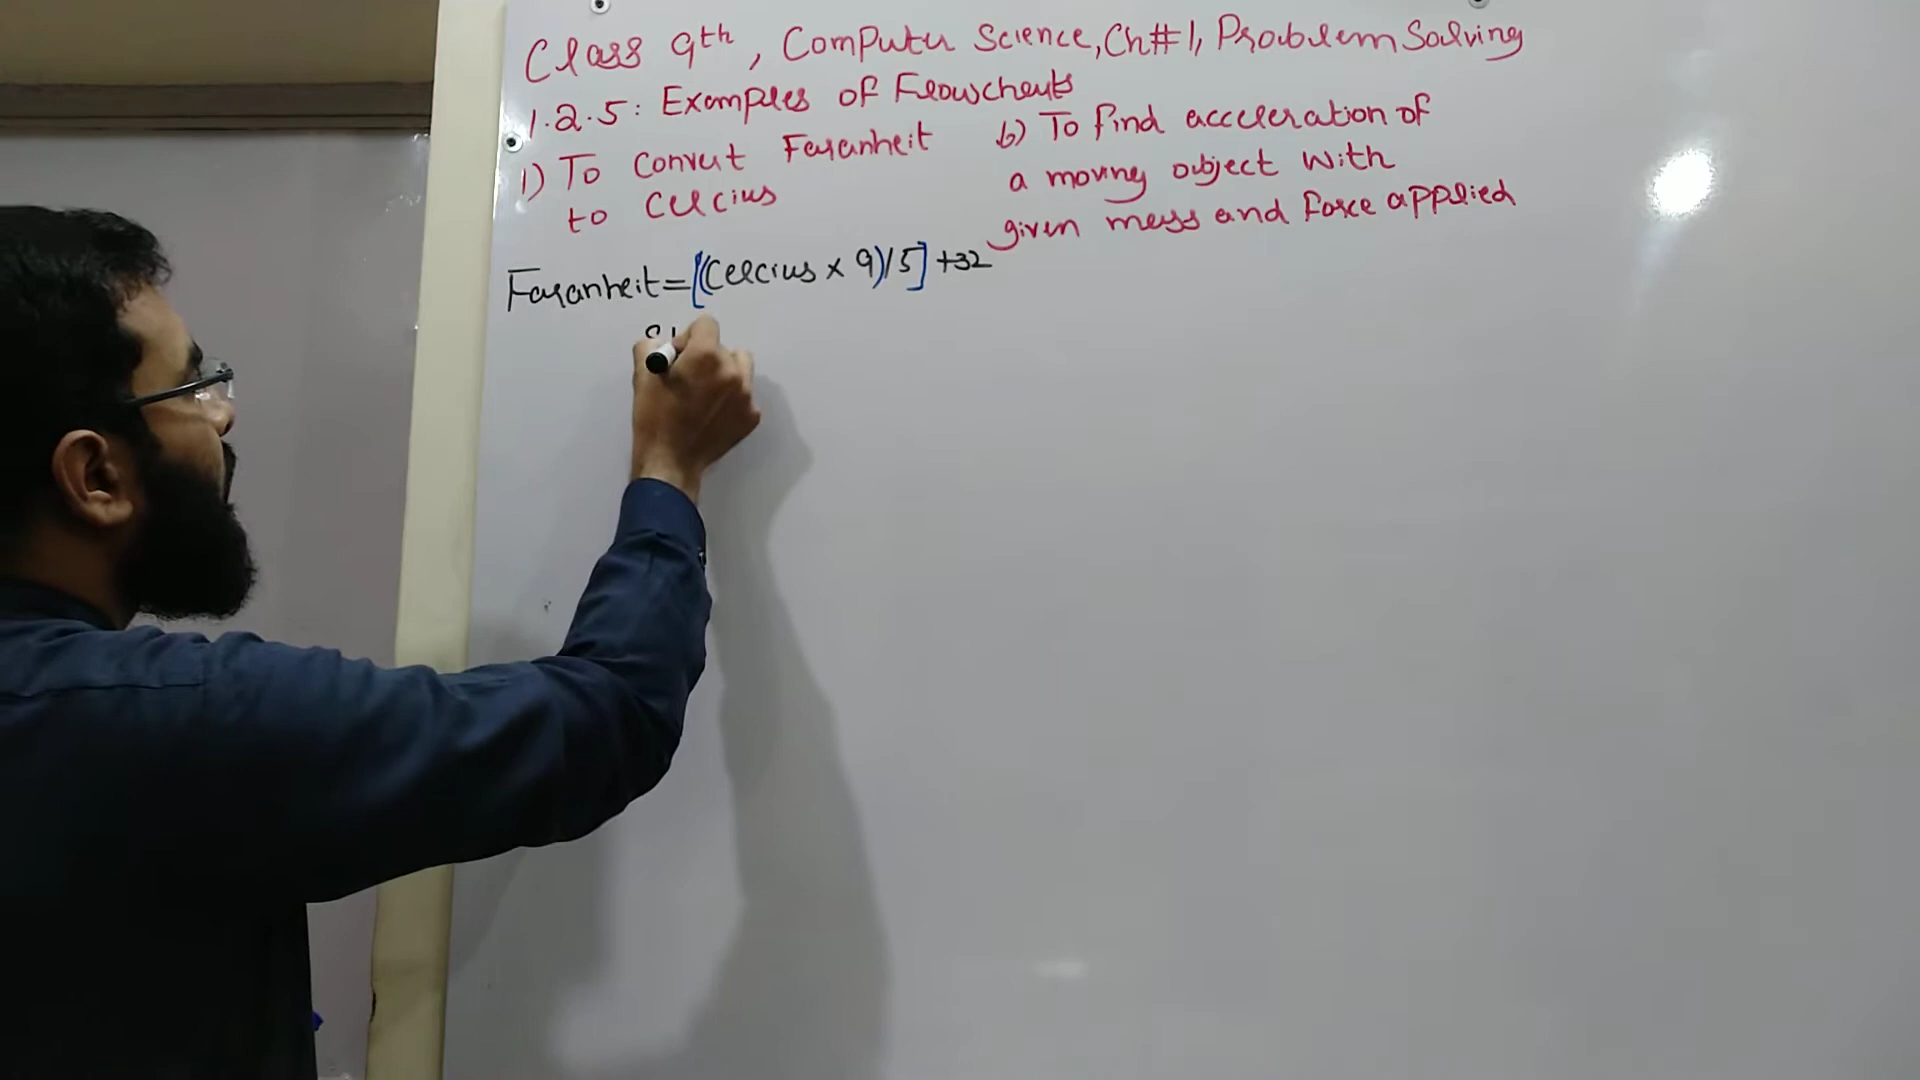 Class 9th, Computer Science, Ch#1, Problem Solving
1.2.5: Examples of Flowcharts
1) To Convert Faranheit
to Celcius
b) To find acceleration of
a moving object with
given mass and force applied
Faranheit = [(Celcius × 9)/5] +32